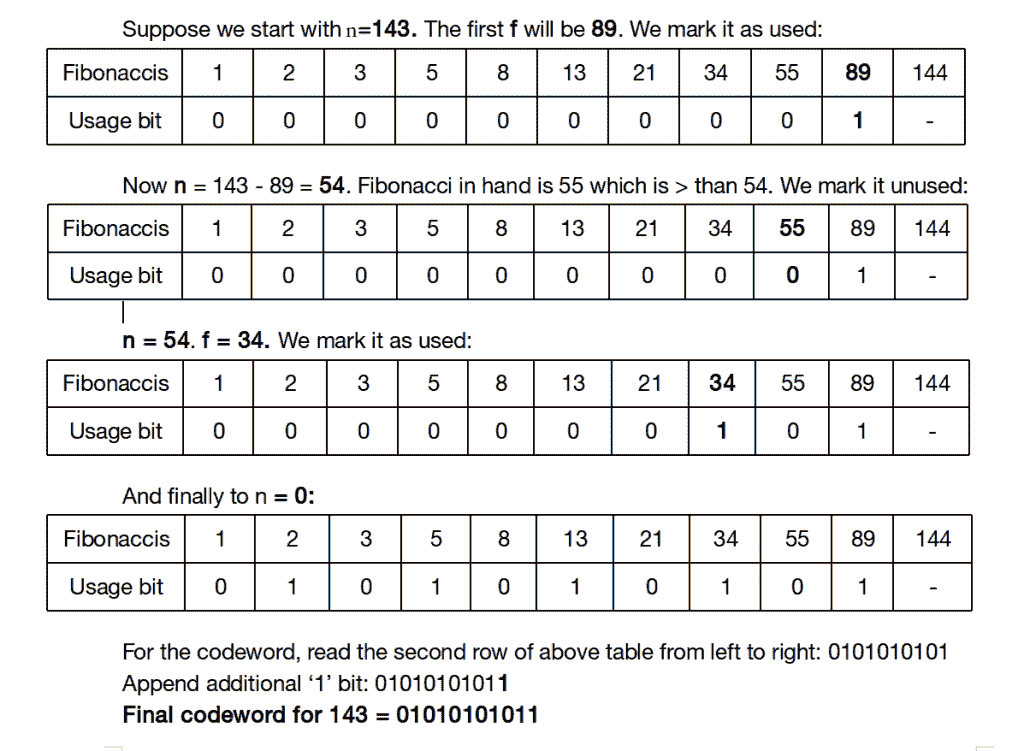 Suppose we start with n=143. The first f will be 89. We mark it as used:
Fibonaccis 1 2 3 5 8 13 21 34 55 89 144
Usage bit 0 0 0 0 0 0 0 0 0 1 -
Now n = 143 - 89 = 54. Fibonacci in hand is 55 which is > than 54. We mark it unused:
Fibonaccis 1 2 3 5 8 13 21 34 55 89 144
Usage bit 0 0 0 0 0 0 0 0 0 1 -
n = 54. f = 34. We mark it as used:
Fibonaccis 1 2 3 5 8 13 21 34 55 89 144
Usage bit 0 0 0 0 0 0 0 1 0 1 -
And finally to n = 0:
Fibonaccis 1 2 3 5 8 13 21 34 55 89 144
Usage bit 0 1 0 1 0 1 0 1 0 1 -
For the codeword, read the second row of above table from left to right: 0101010101
Append additional ‘1’ bit: 01010101011
Final codeword for 143 = 01010101011